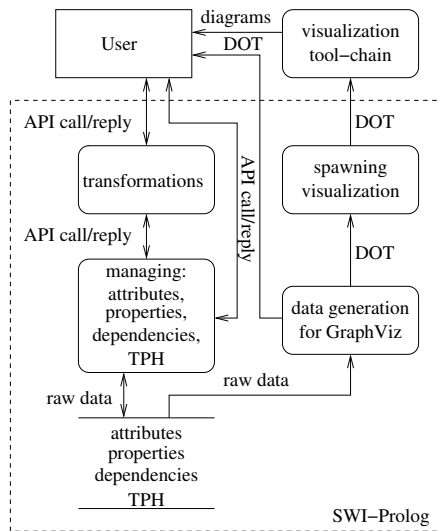 User
diagrams
DOT
visualization
tool-chain
API call/reply
DOT
transformations
API call/reply
spawning
visualization
API call/reply
DOT
managing:
attributes,
properties,
dependencies,
TPH
data generation
for GraphViz
raw data
raw data
attributes
properties
dependencies
TPH
SWI-Prolog